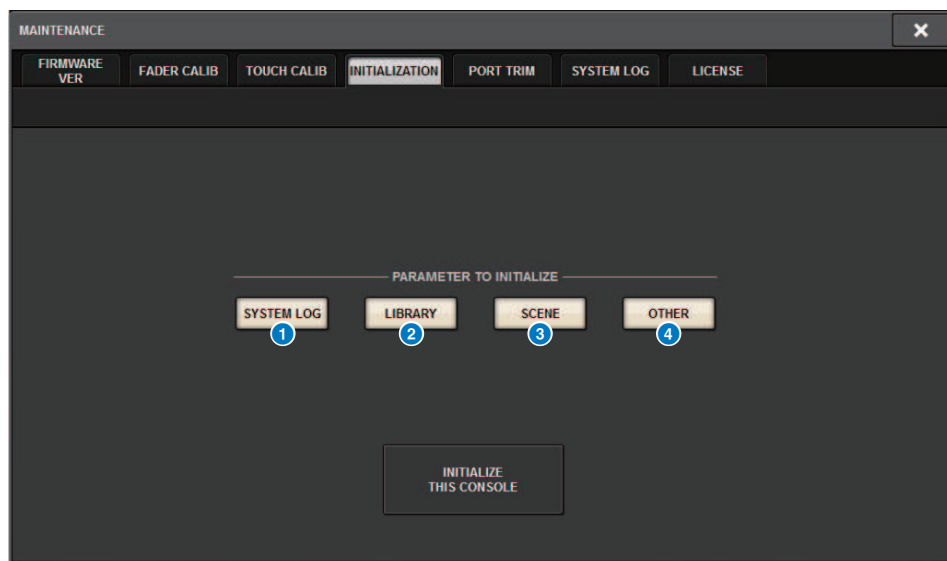 MAINTENANCE
FIRMWARE
VER
FADER CALIB
TOUCH CALIB
INITIALIZATION
PORT TRIM
SYSTEM LOG
LICENSE
PARAMETER TO INITIALIZE
SYSTEM LOG
LIBRARY
SCENE
OTHER
1
2
3
4
INITIALIZE
THIS CONSOLE